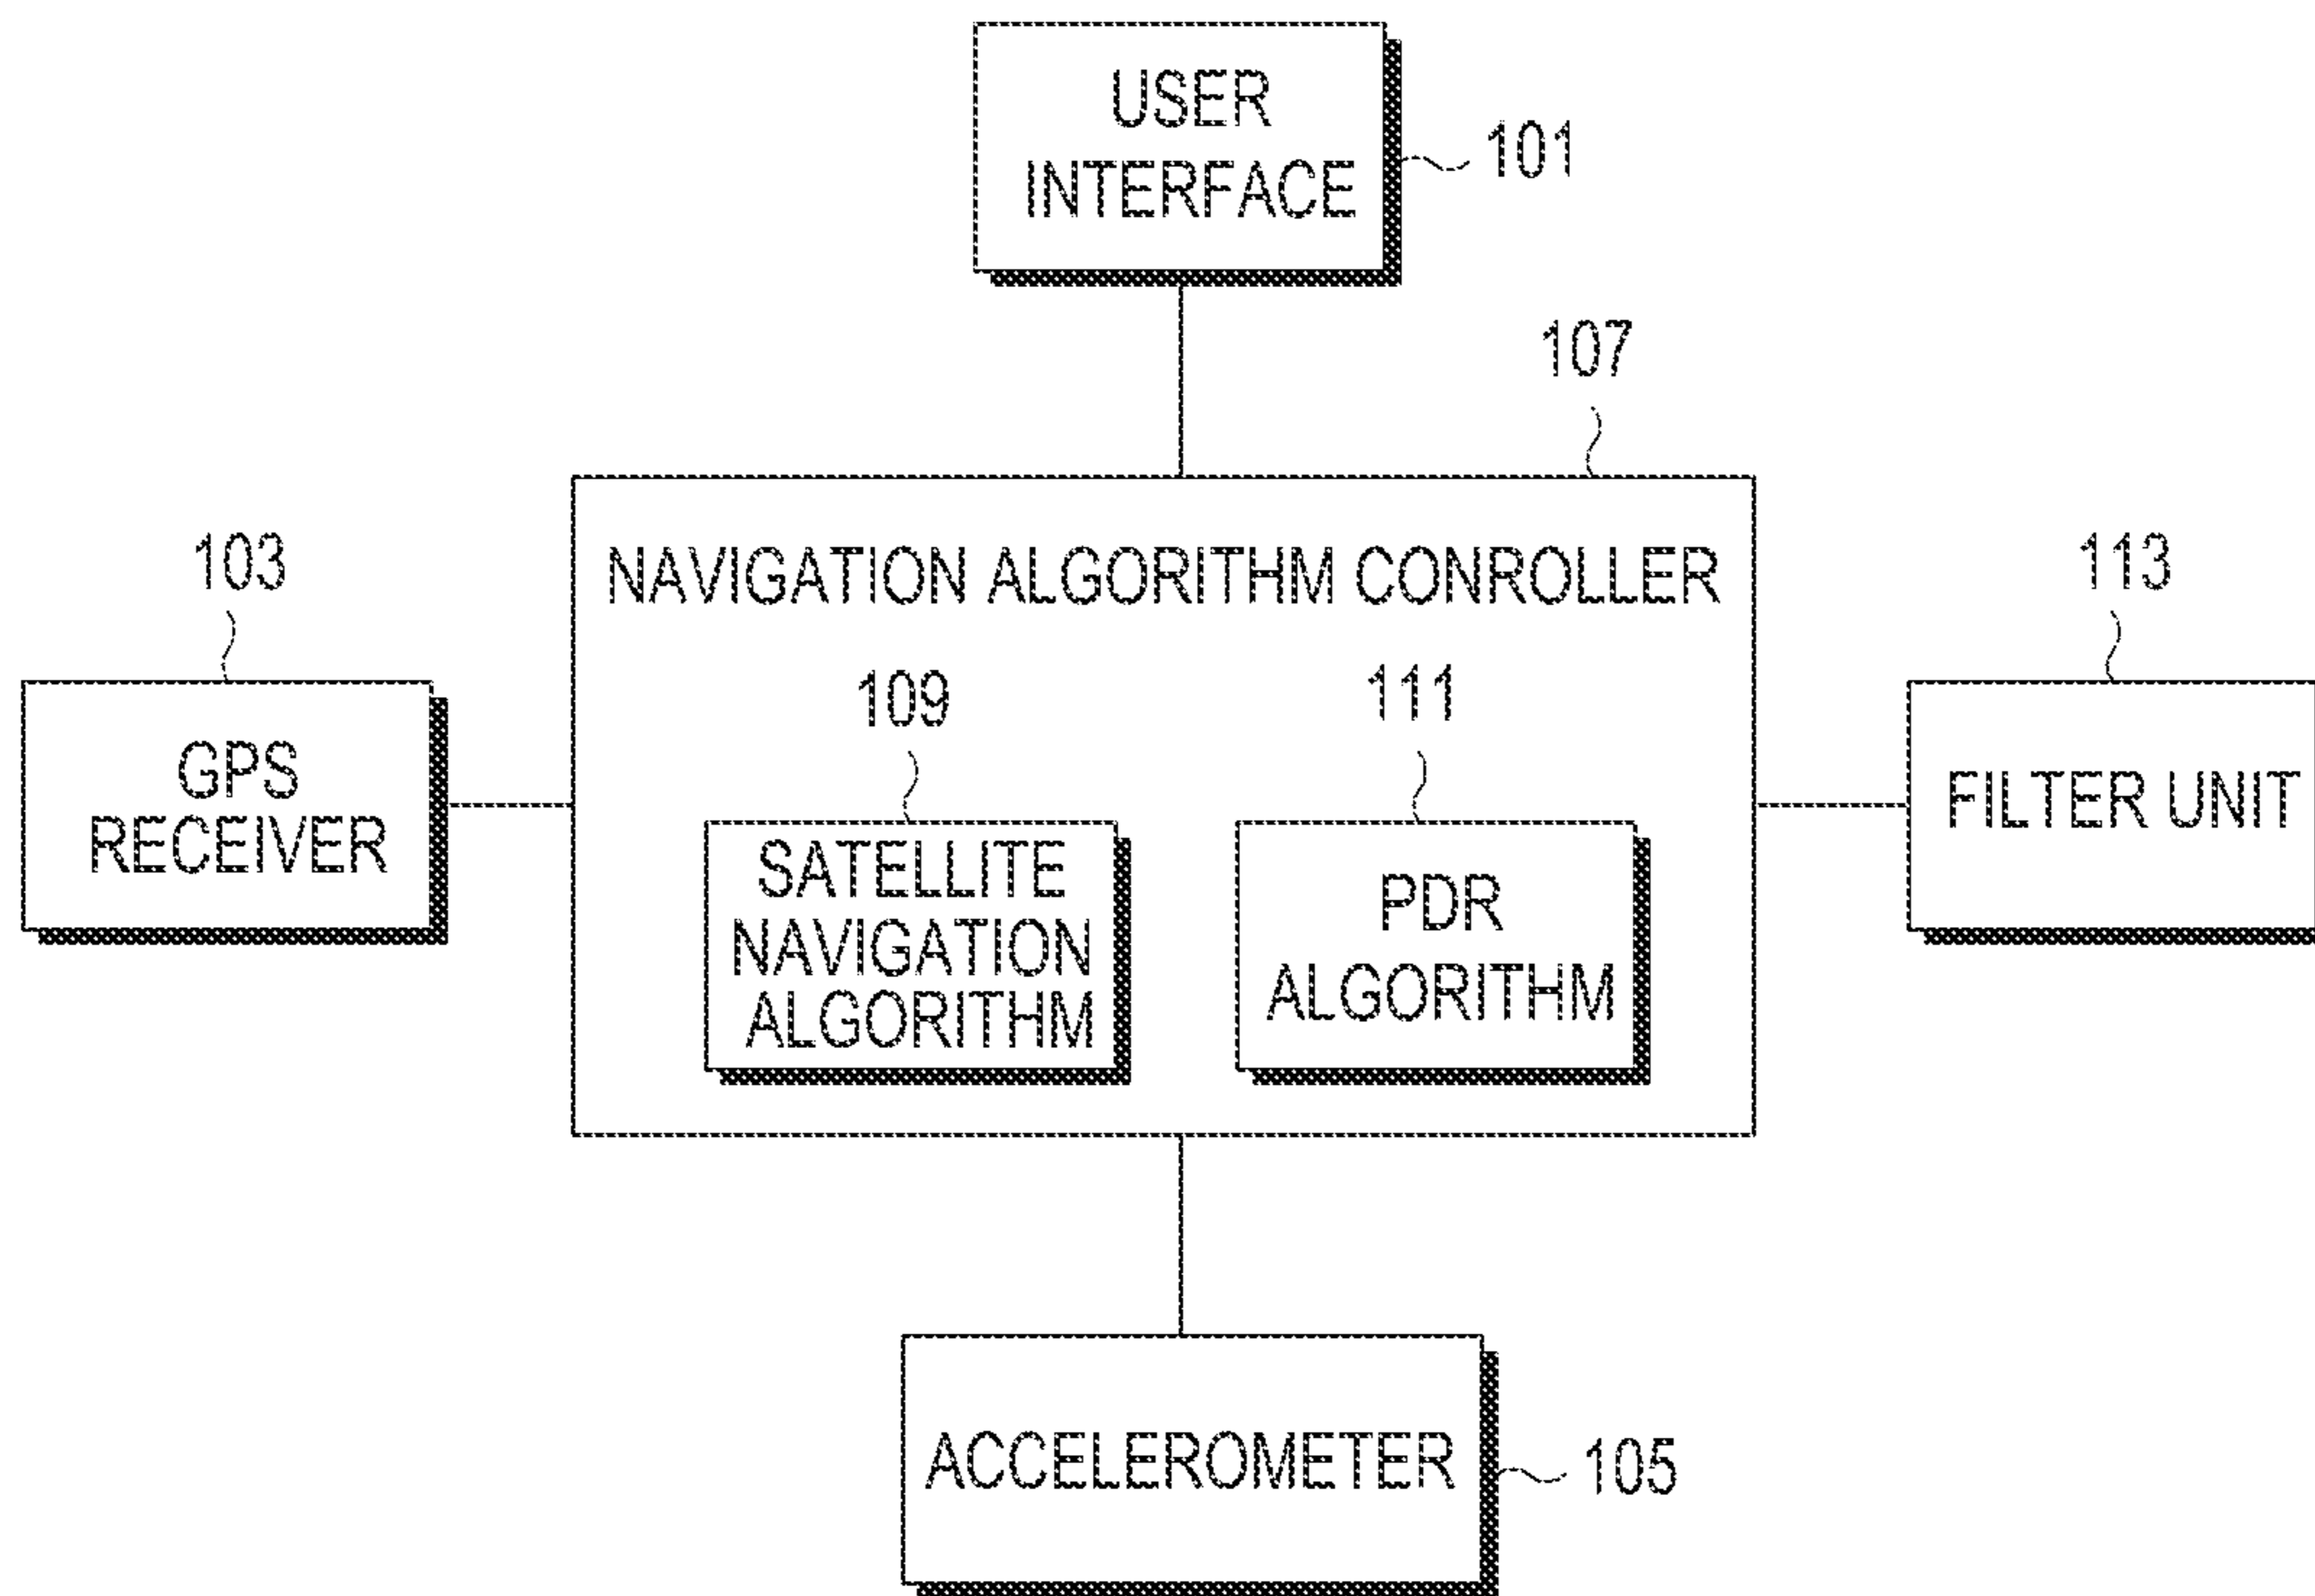 USER
INTERFACE
101
107
103
NAVIGATION ALGORITHM CONROLLER
113
GPS
RECEIVER
109
111
SATELLITE
NAVIGATION
ALGORITHM
PDR
ALGORITHM
FILTER UNIT
ACCELEROMETER
105